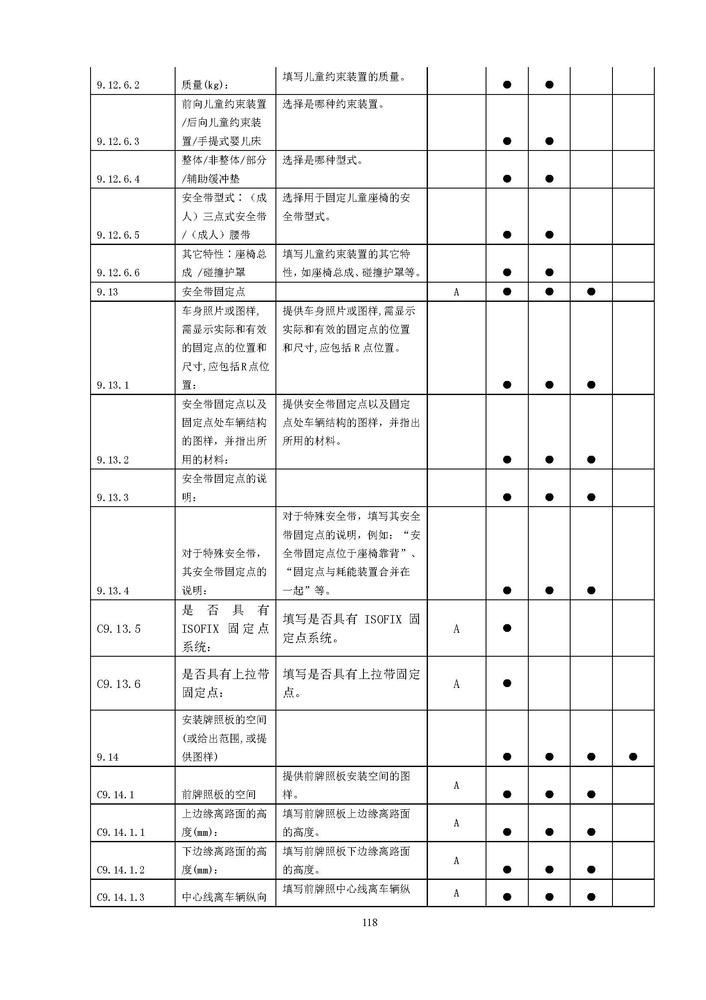 9.12.6.2 质量(kg): 填写儿童约束装置的质量。 ● ●
前向儿童约束装置 选择是哪种约束装置。
/后向儿童约束装
9.12.6.3 置/手提式婴儿床 ● ●
整体/非整体/部分 选择是哪种型式。
9.12.6.4 /辅助缓冲垫 ● ●
安全带型式：（成 选择用于固定儿童座椅的安
人）三点式安全带 全带型式。
9.12.6.5 /（成人）腰带 ● ●
其它特性：座椅总 填写儿童约束装置的其它特
9.12.6.6 成 /碰撞护罩 性，如座椅总成、碰撞护罩等。 ● ●
9.13 安全带固定点 A ● ● ●
车身照片或图样, 提供车身照片或图样,需显示
需显示实际和有效 实际和有效的固定点的位置
的固定点的位置和 和尺寸,应包括 R 点位置。
尺寸,应包括R点位
9.13.1 置: ● ● ●
安全带固定点以及 提供安全带固定点以及固定
固定点处车辆结构 点处车辆结构的图样，并指出
的图样，并指出所 所用的材料。
9.13.2 用的材料: ● ● ●
安全带固定点的说
9.13.3 明: ● ● ●
对于特殊安全带，填写其安全
带固定点的说明，例如：“安
对于特殊安全带， 全带固定点位于座椅靠背”、
其安全带固定点的 “固定点与耗能装置合并在
9.13.4 说明: 一起”等。 ● ● ●
是 否 具 有 填写是否具有 ISOFIX 固
C9.13.5 ISOFIX 固定点 A ●
系统: 定点系统。
是否具有上拉带 填写是否具有上拉带固定
C9.13.6 固定点: 点。 A ●
安装牌照板的空间
(或给出范围,或提
9.14 供图样) ● ● ● ●
提供前牌照板安装空间的图
C9.14.1 前牌照板的空间 样。 A ● ● ●
上边缘离路面的高 填写前牌照板上边缘离路面
C9.14.1.1 度(mm): 的高度。 A ● ● ●
下边缘离路面的高 填写前牌照板下边缘离路面
C9.14.1.2 度(mm): 的高度。 A ● ● ●
C9.14.1.3 中心线离车辆纵向 填写前牌照中心线离车辆纵 A ● ● ●
118